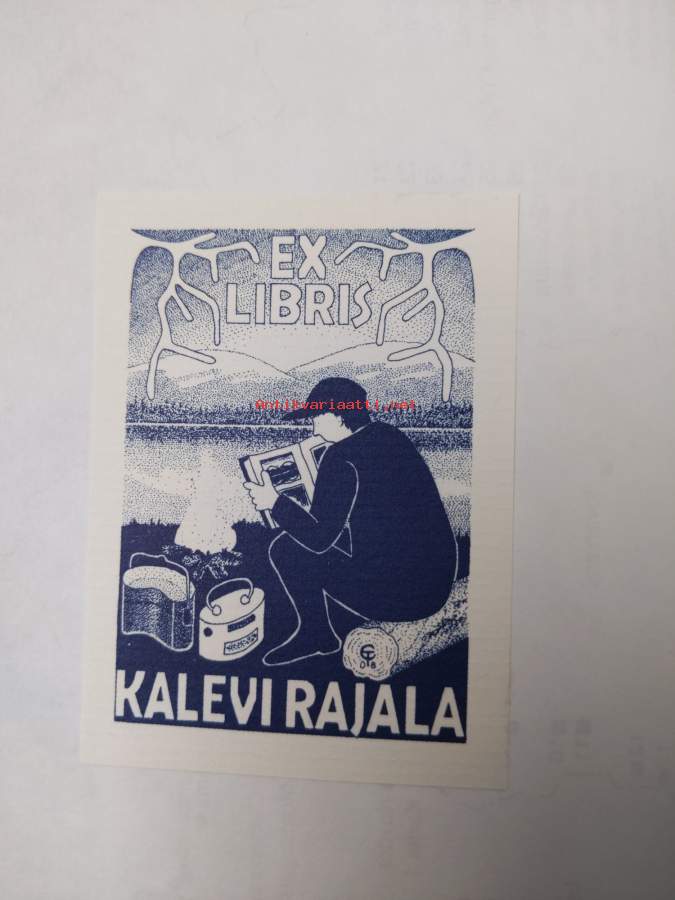 EX
LIBRIS
Antikvariaatti.net
KALEVI RAJALA